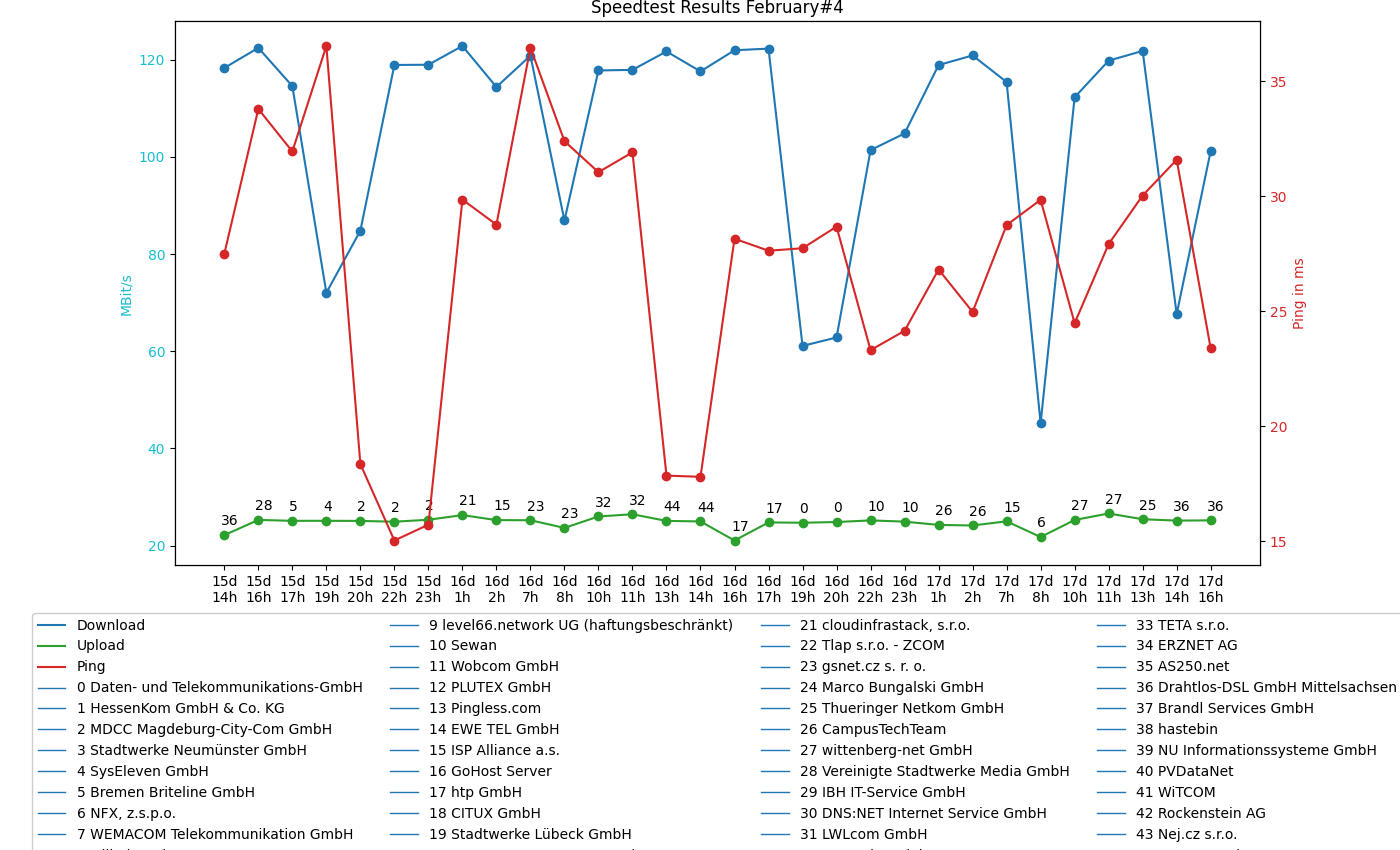 Speedtest Results February#4
120
100
80
60
40
20
MBit/s
35
30
25
20
15
Ping in ms
36 28 5 4 2 2 2 21 15 23 23 32 32 44 44 17 17 0 0 10 10 26 26 15 6 27 27 25 36 36
15d 15d 15d 15d 15d 15d 15d 16d 16d 16d 16d 16d 16d 16d 16d 16d 16d 16d 16d 16d 16d 17d 17d 17d 17d 17d 17d 17d 17d 17d
14h 16h 17h 19h 20h 22h 23h 1h 2h 7h 8h 10h 11h 13h 14h 16h 17h 19h 20h 22h 23h 1h 2h 7h 8h 10h 11h 13h 14h 16h
Download
Upload
Ping
0 Daten- und Telekommunikations-GmbH
1 HessenKom GmbH & Co. KG
2 MDCC Magdeburg-City-Com GmbH
3 Stadtwerke Neumünster GmbH
4 SysEleven GmbH
5 Bremen Briteline GmbH
6 NFX, z.s.p.o.
7 WEMACOM Telekommunikation GmbH
9 level66.network UG (haftungsbeschränkt)
10 Sewan
11 Wobcom GmbH
12 PLUTEX GmbH
13 Pingless.com
14 EWE TEL GmbH
15 ISP Alliance a.s.
16 GoHost Server
17 htp GmbH
18 CITUX GmbH
19 Stadtwerke Lübeck GmbH
21 cloudinfrastack, s.r.o.
22 Tlap s.r.o. - ZCOM
23 gsnet.cz s. r. o.
24 Marco Bungalski GmbH
25 Thueringer Netkom GmbH
26 CampusTechTeam
27 wittenberg-net GmbH
28 Vereinigte Stadtwerke Media GmbH
29 IBH IT-Service GmbH
30 DNS:NET Internet Service GmbH
31 LWLcom GmbH
33 TETA s.r.o.
34 ERZNET AG
35 AS250.net
36 Drahtlos-DSL GmbH Mittelsachsen
37 Brandl Services GmbH
38 hastebin
39 NU Informationssysteme GmbH
40 PVDataNet
41 WiTCOM
42 Rockenstein AG
43 Nej.cz s.r.o.